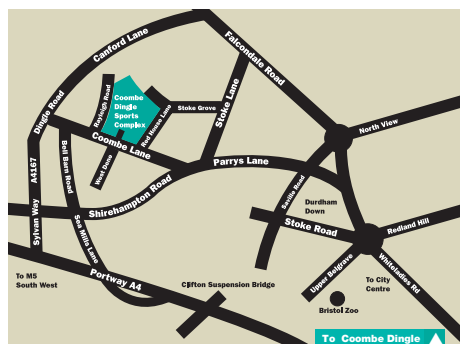 Canford Lane
Falcondale Road
Dingle Road
Rayleigh Road
Coombe
Dingle
Sports
Complex
Red House Lane
Stoke Grove
Stoke Lane
North View
Coombe Lane
Bell Barn Road
West Dene
Parrys Lane
A4167
Sylvan Way
Saville Road
Shirehampton Road
Durdham
Down
Sea Mills Lane
Stoke Road
Redland Hill
To M5
South West
Portway A4
Clifton Suspension Bridge
Upper Belgrave
To City
Centre
Whiteladies Rd
Bristol Zoo
To Coombe Dingle